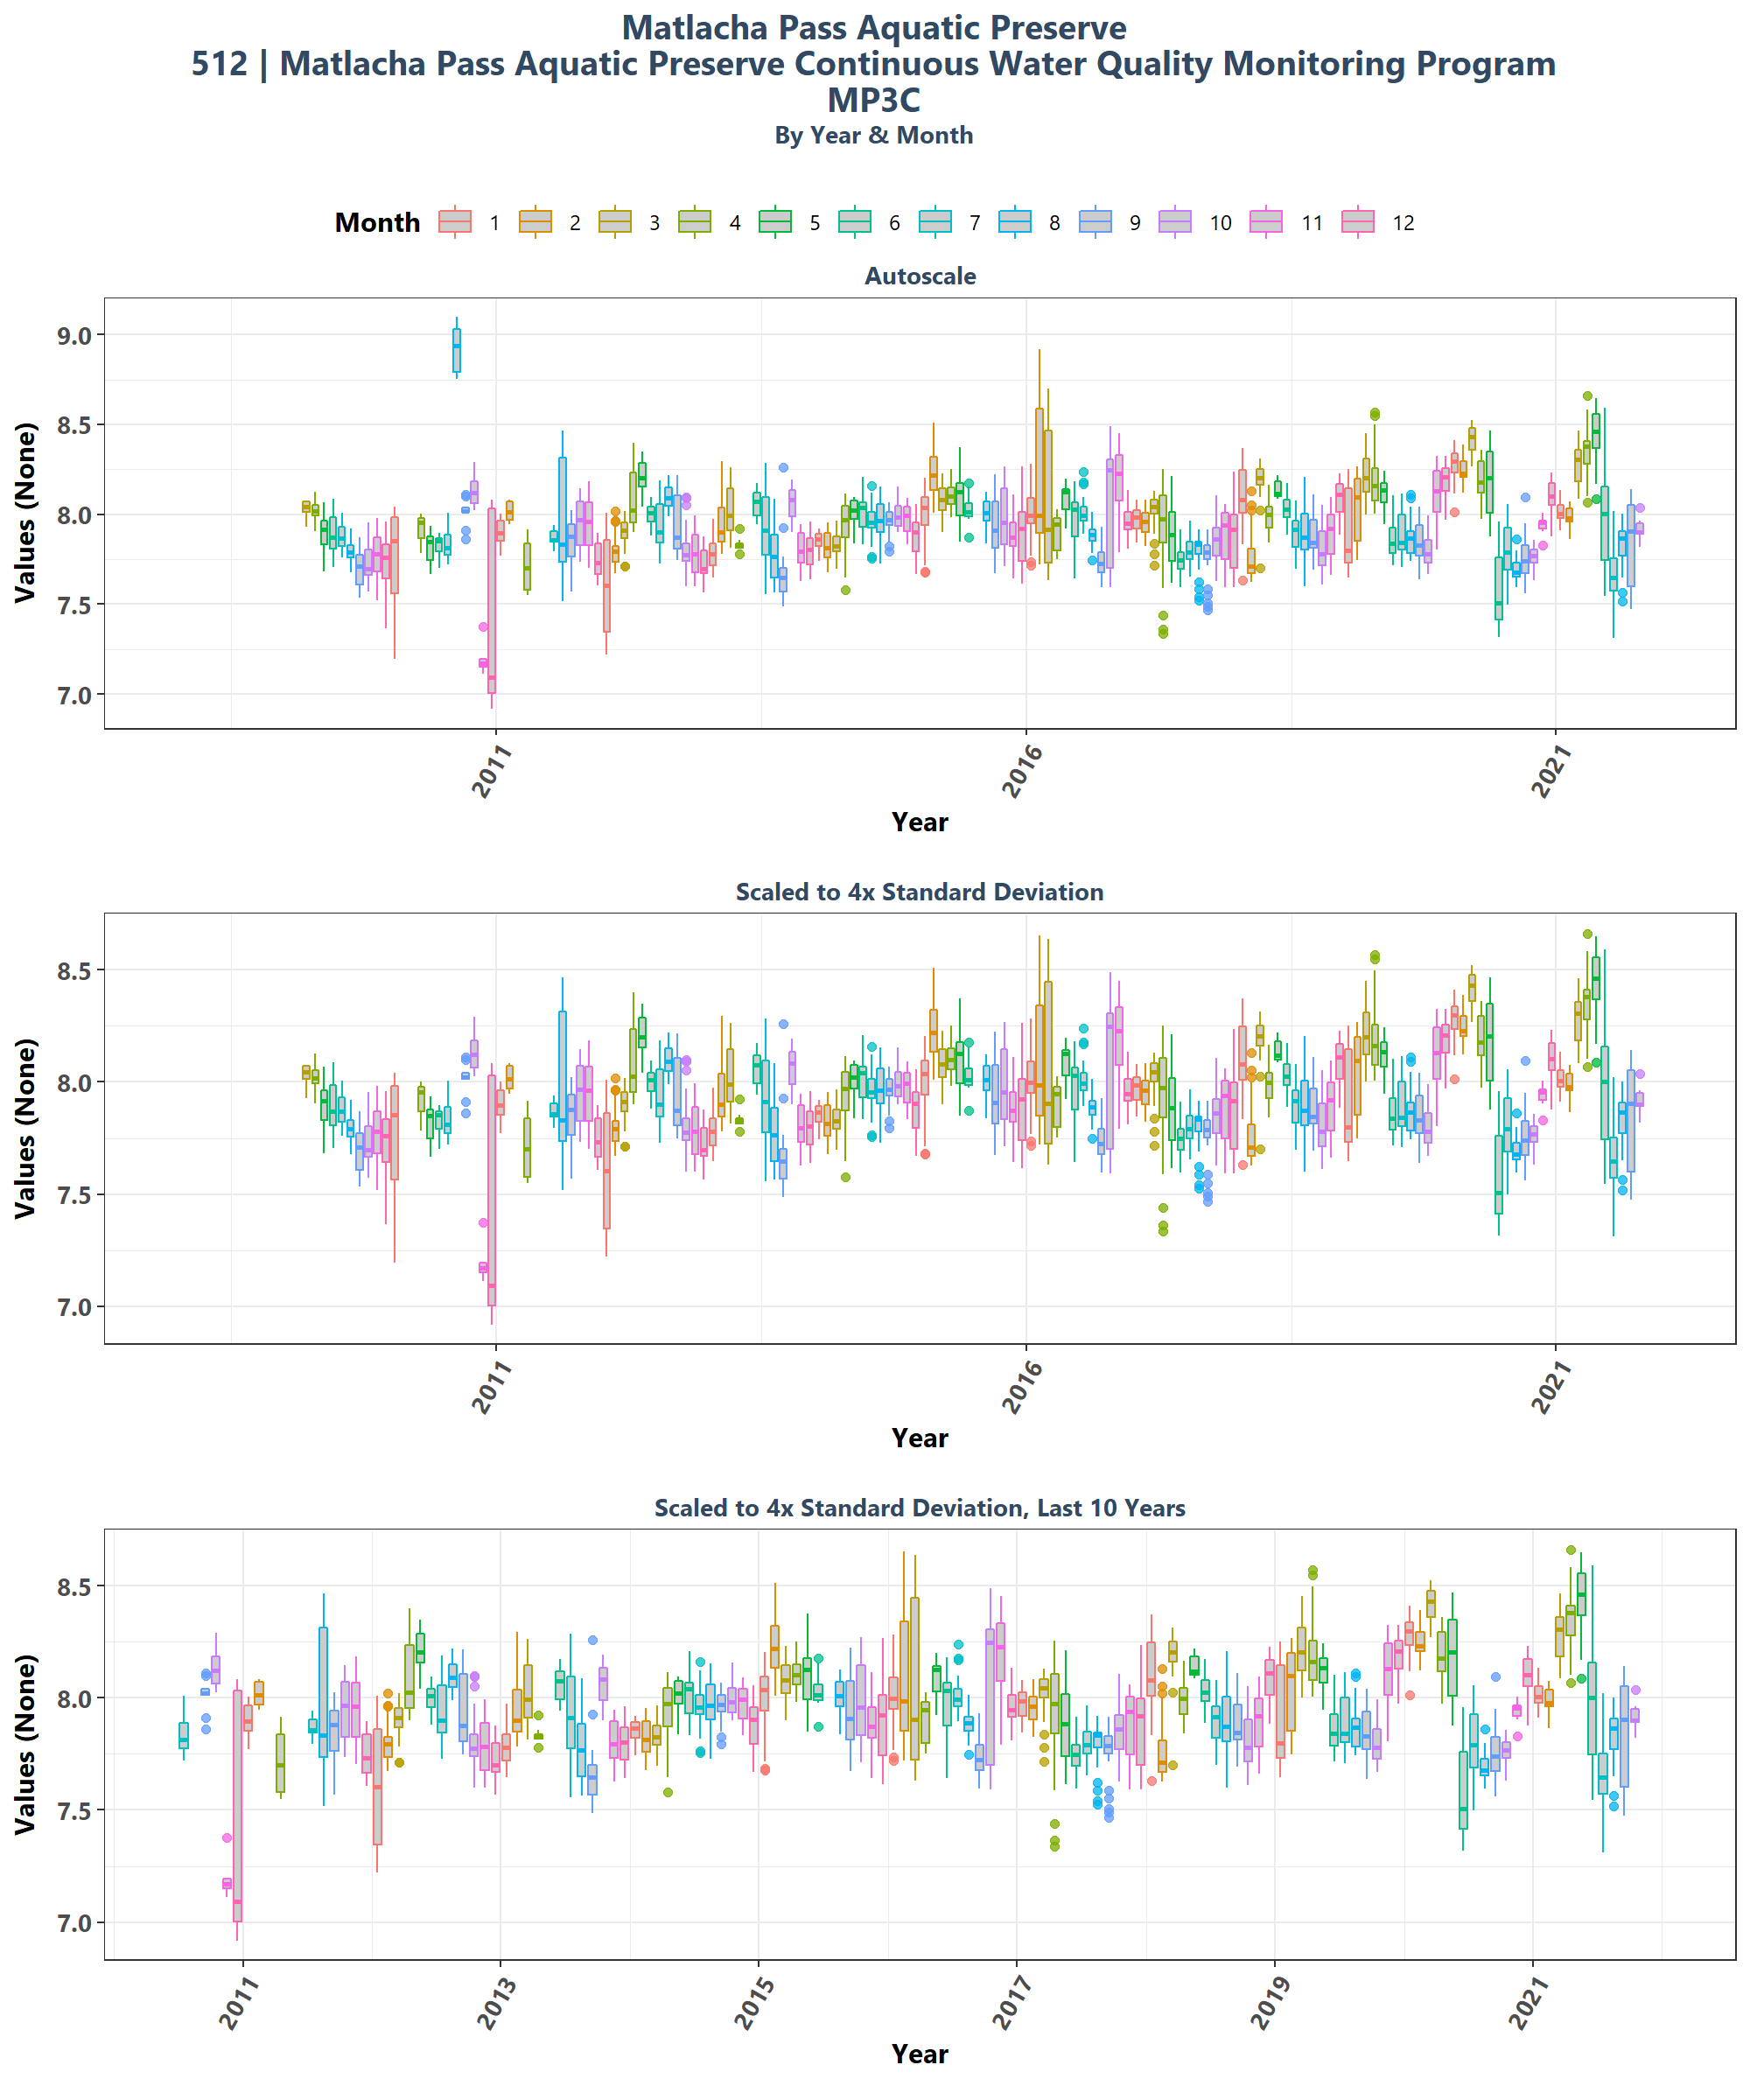 Matlacha Pass Aquatic Preserve
512 | Matlacha Pass Aquatic Preserve Continuous Water Quality Monitoring Program
MP3C
By Year & Month
Month 1 2 3 4 5 6 7 8 9 10 11 12
Autoscale
Values (None)
9.0
8.5
8.0
7.5
7.0
2011 2016 2021
Year
Scaled to 4x Standard Deviation
Values (None)
8.5
8.0
7.5
7.0
2011 2016 2021
Year
Scaled to 4x Standard Deviation, Last 10 Years
Values (None)
8.5
8.0
7.5
7.0
2011 2013 2015 2017 2019 2021
Year